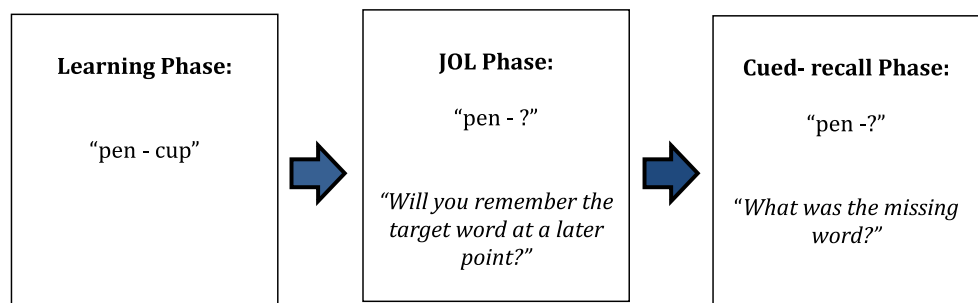 Learning Phase:
“pen - cup”
JOL Phase:
“pen - ?”
“Will you remember the
target word at a later
point?”
Cued- recall Phase:
“pen -?”
“What was the missing
word?”